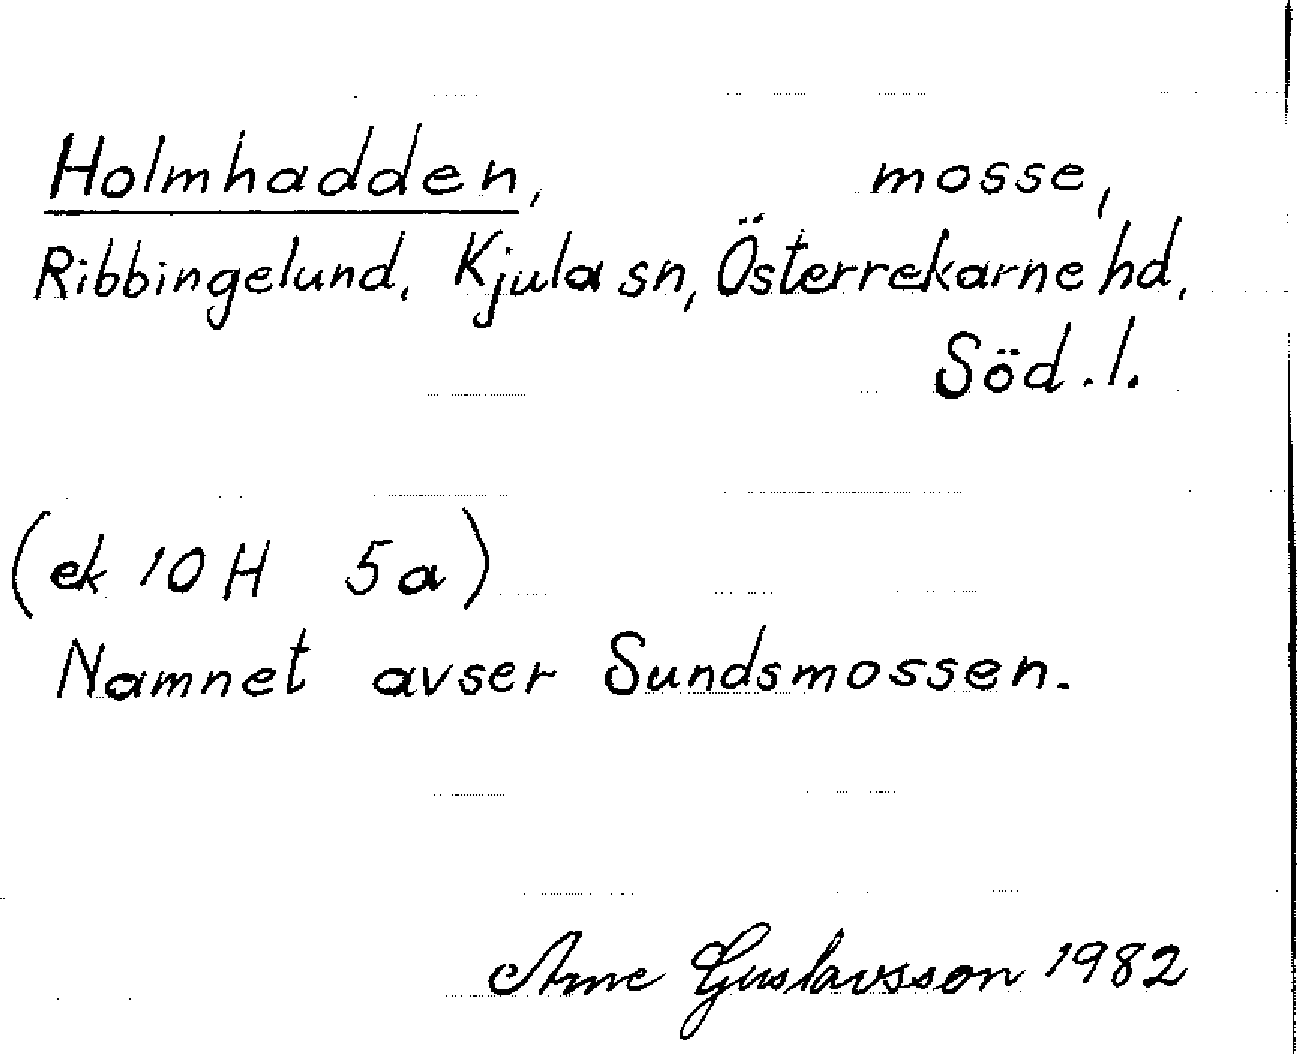 Holmhadden, mosse,
Ribbingelund, Kjula sn, Österrekarne hd,
Söd.l.
(ek 10H 5a)
Namnet avser Sundsmossen.
Arne Gustavsson 1982